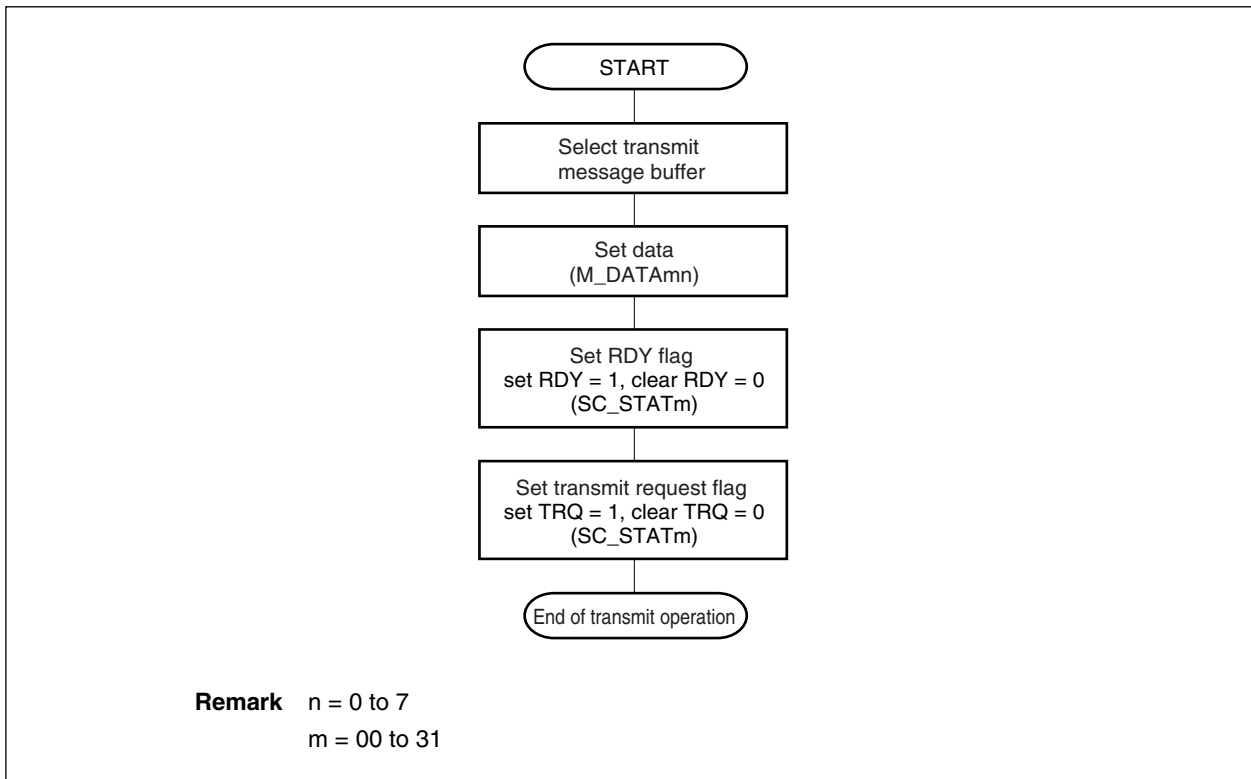 START
Select transmit
message buffer
Set data
(M_DATAmn)
Set RDY flag
set RDY = 1, clear RDY = 0
(SC_STATm)
Set transmit request flag
set TRQ = 1, clear TRQ = 0
(SC_STATm)
End of transmit operation
Remark n = 0 to 7
m = 00 to 31